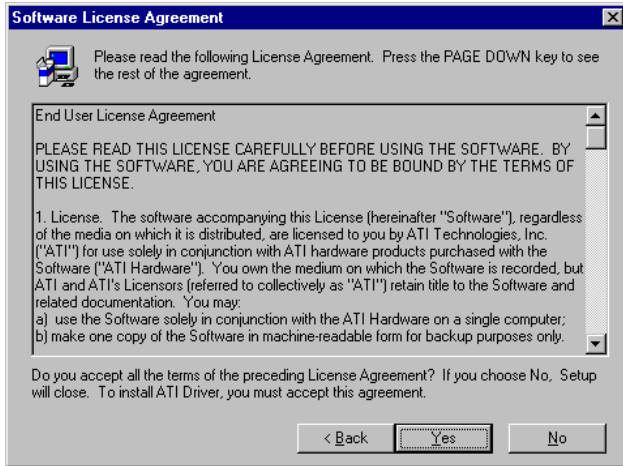 Software License Agreement
Please read the following License Agreement.  Press the PAGE DOWN key to see
the rest of the agreement.
End User License Agreement
PLEASE READ THIS LICENSE CAREFULLY BEFORE USING THE SOFTWARE.  BY
USING THE SOFTWARE, YOU ARE AGREEING TO BE BOUND BY THE TERMS OF
THIS LICENSE.
1. License.  The software accompanying this License (hereinafter "Software"), regardless
of the media on which it is distributed, are licensed to you by ATI Technologies, Inc.
("ATI") for use solely in conjunction with ATI hardware products purchased with the
Software ("ATI Hardware").  You own the medium on which the Software is recorded, but
ATI and ATI's Licensors (referred to collectively as "ATI") retain title to the Software and
related documentation.  You may:
a)  use the Software solely in conjunction with the ATI Hardware on a single computer;
b) make one copy of the Software in machine-readable form for backup purposes only.
Do you accept all the terms of the preceding License Agreement?  If you choose No,  Setup
will close.  To install ATI Driver, you must accept this agreement.
< Back
Yes
No